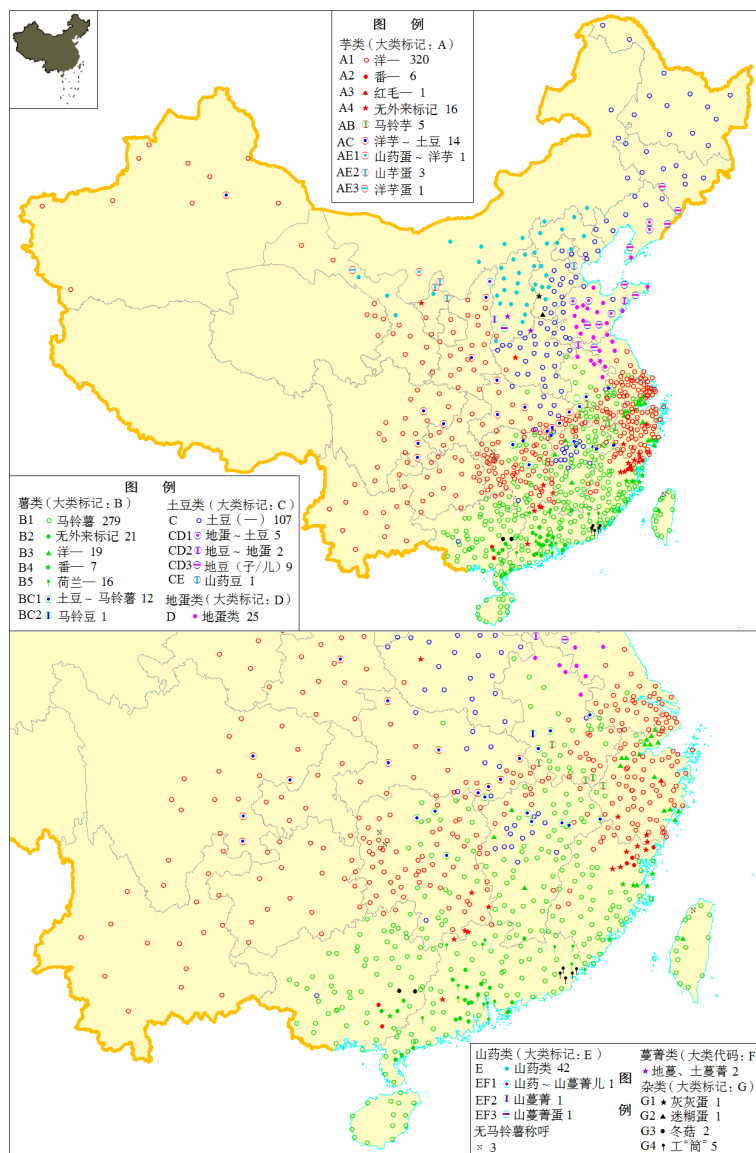 图 例
芋类(大类标记:A)
A1 洋一 320
A2 番一 6
A3 红毛一 1
A4 无外来标记 16
AB 马铃芋 5
AC 洋芋~土豆 14
AE1 山药蛋~洋芋 1
AE2 山芋蛋 3
AE3 洋芋蛋 1
图 例
薯类(大类标记:B)
B1 马铃薯 279
B2 无外来标记 21
B3 洋一 19
B4 番一 7
B5 荷兰一 16
BC1 土豆~马铃薯 12
BC2 马铃豆 1
土豆类(大类标记:C)
C 土豆(一)107
CD1 地蛋~土豆 5
CD2 地豆~地蛋 2
CD3 地豆(子/儿)9
CE 山药豆 1
地蛋类(大类标记:D)
D 地蛋类 25
山药类(大类标记:E)
E 山药类 42
EF1 山药~山蔓菁儿 1
EF2 山蔓菁 1
EF3 山蔓菁蛋 1
无马铃薯称呼
N 3
图
例
蔓菁类(大类代码:F
地蔓、土蔓菁 2
杂类(大类标记:G)
G1 灰灰蛋 1
G2 迷糊蛋 1
G3 冬菇 2
G4 工"筒" 5